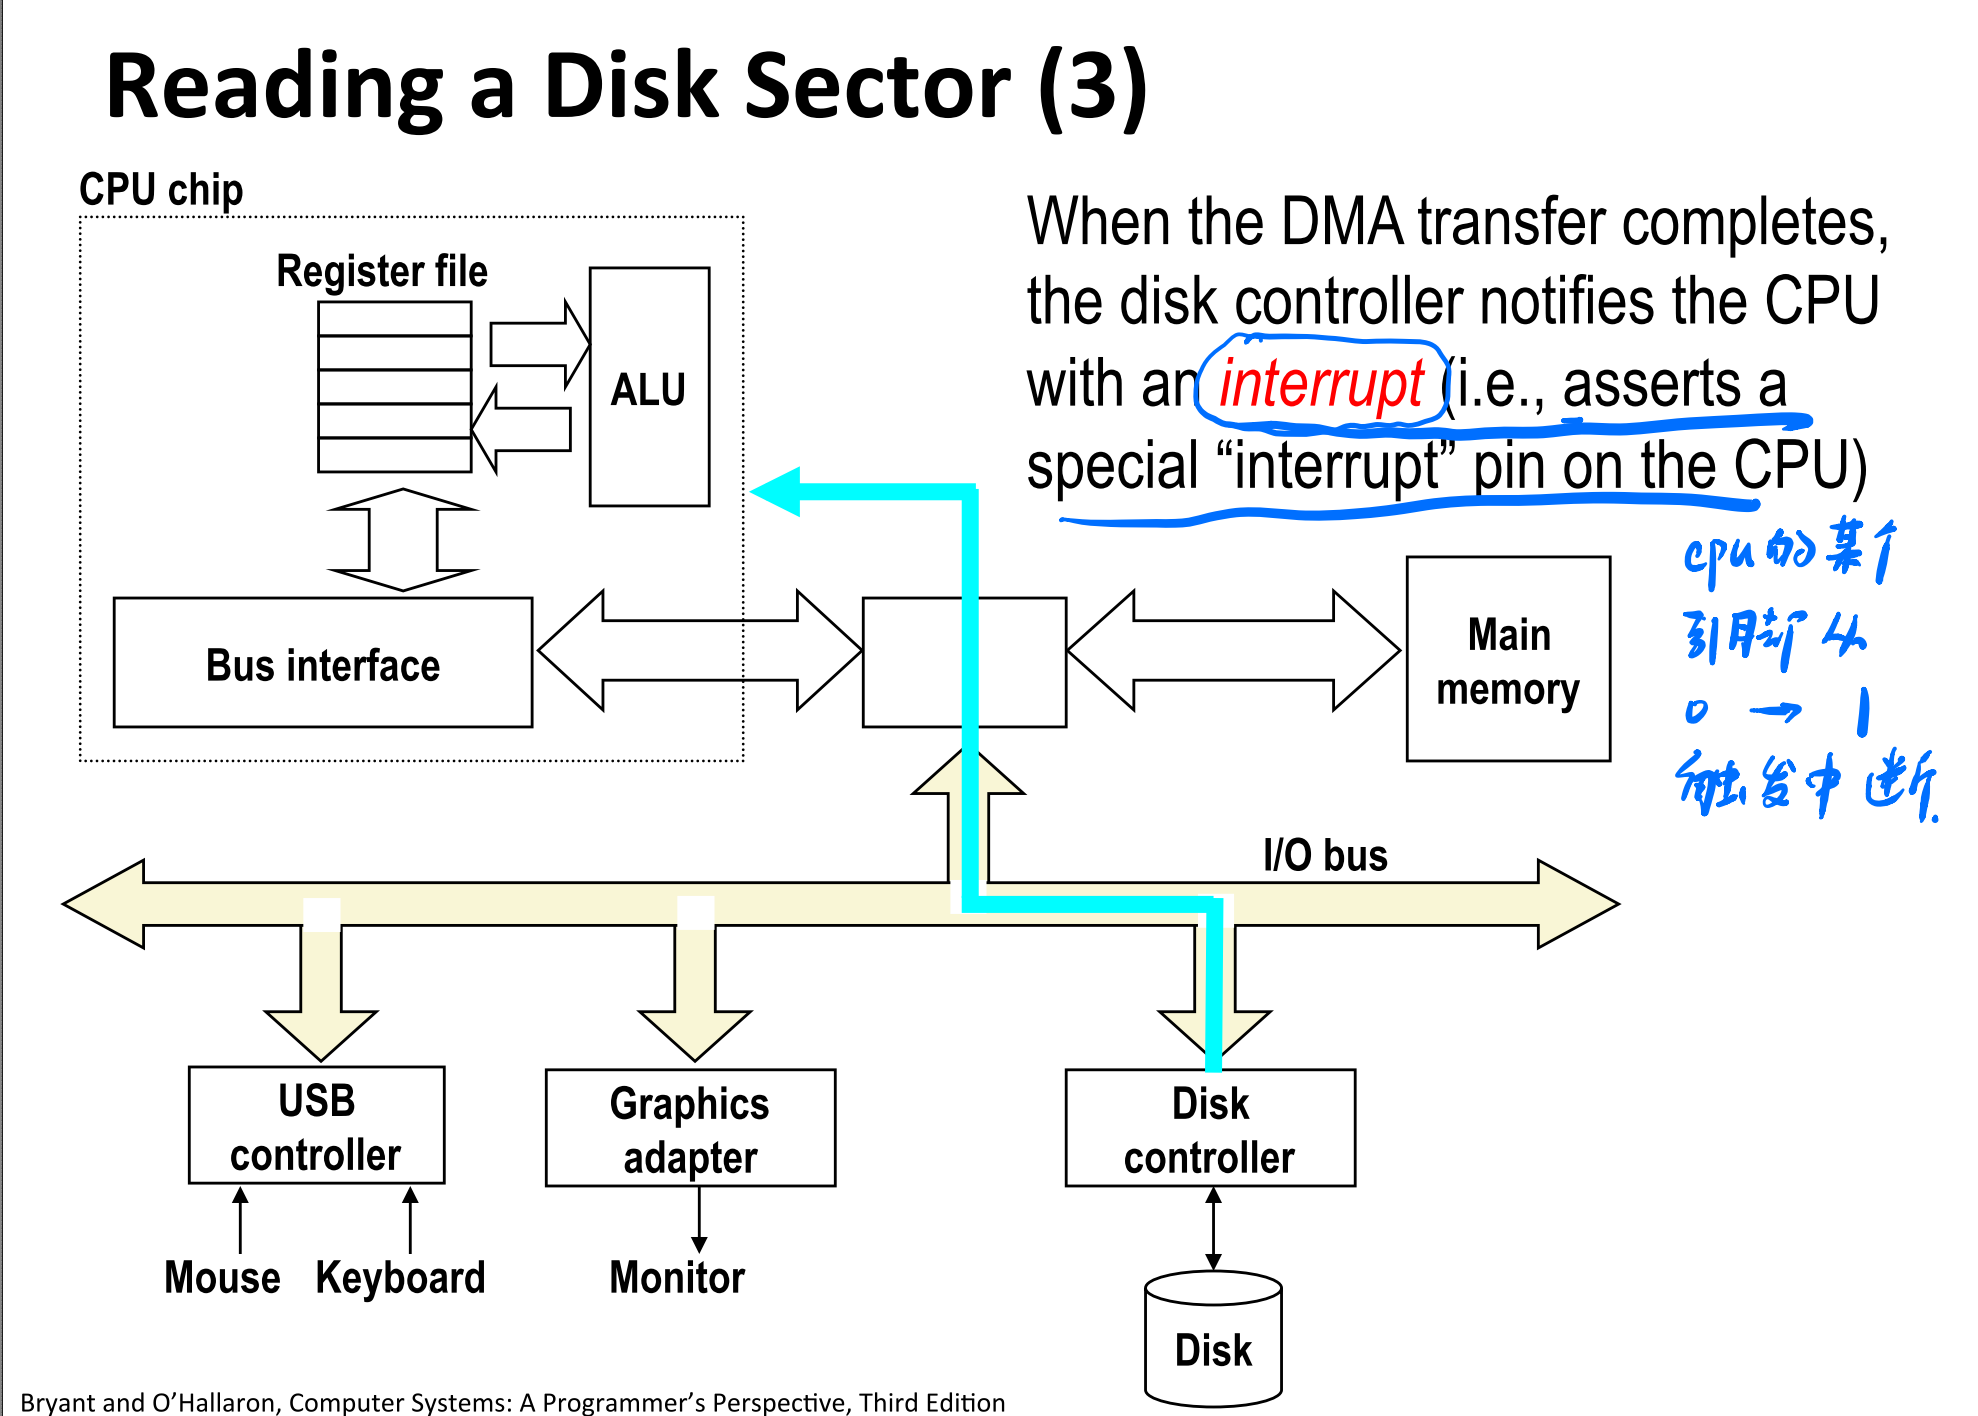 Reading a Disk Sector (3)
CPU chip
Register file
ALU
Bus interface
When the DMA transfer completes,
the disk controller notifies the CPU
with an interrupt (i.e., asserts a
special “interrupt” pin on the CPU)
cpu的某个
引脚从
0 → 1
触发中断.
Main
memory
I/O bus
USB
controller
Graphics
adapter
Disk
controller
Mouse
Keyboard
Monitor
Disk
Bryant and O’Hallaron, Computer Systems: A Programmer’s Perspective, Third Edition